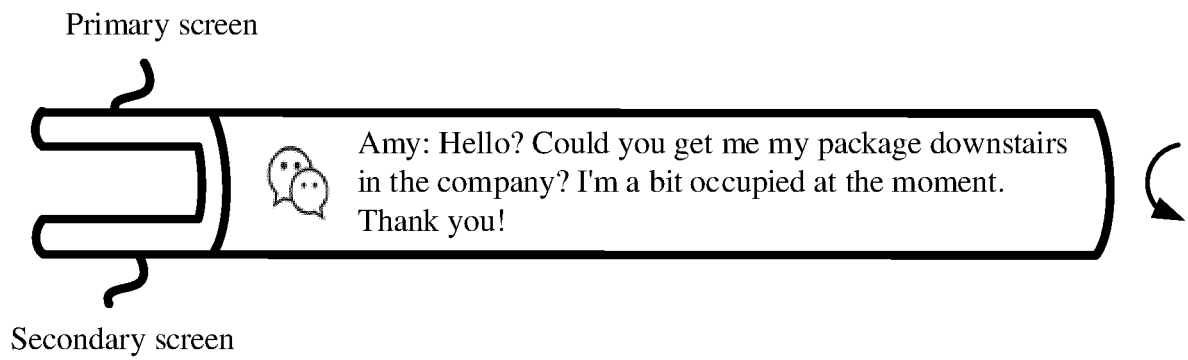 Primary screen
Amy: Hello? Could you get me my package downstairs
in the company? I'm a bit occupied at the moment.
Thank you!
Secondary screen